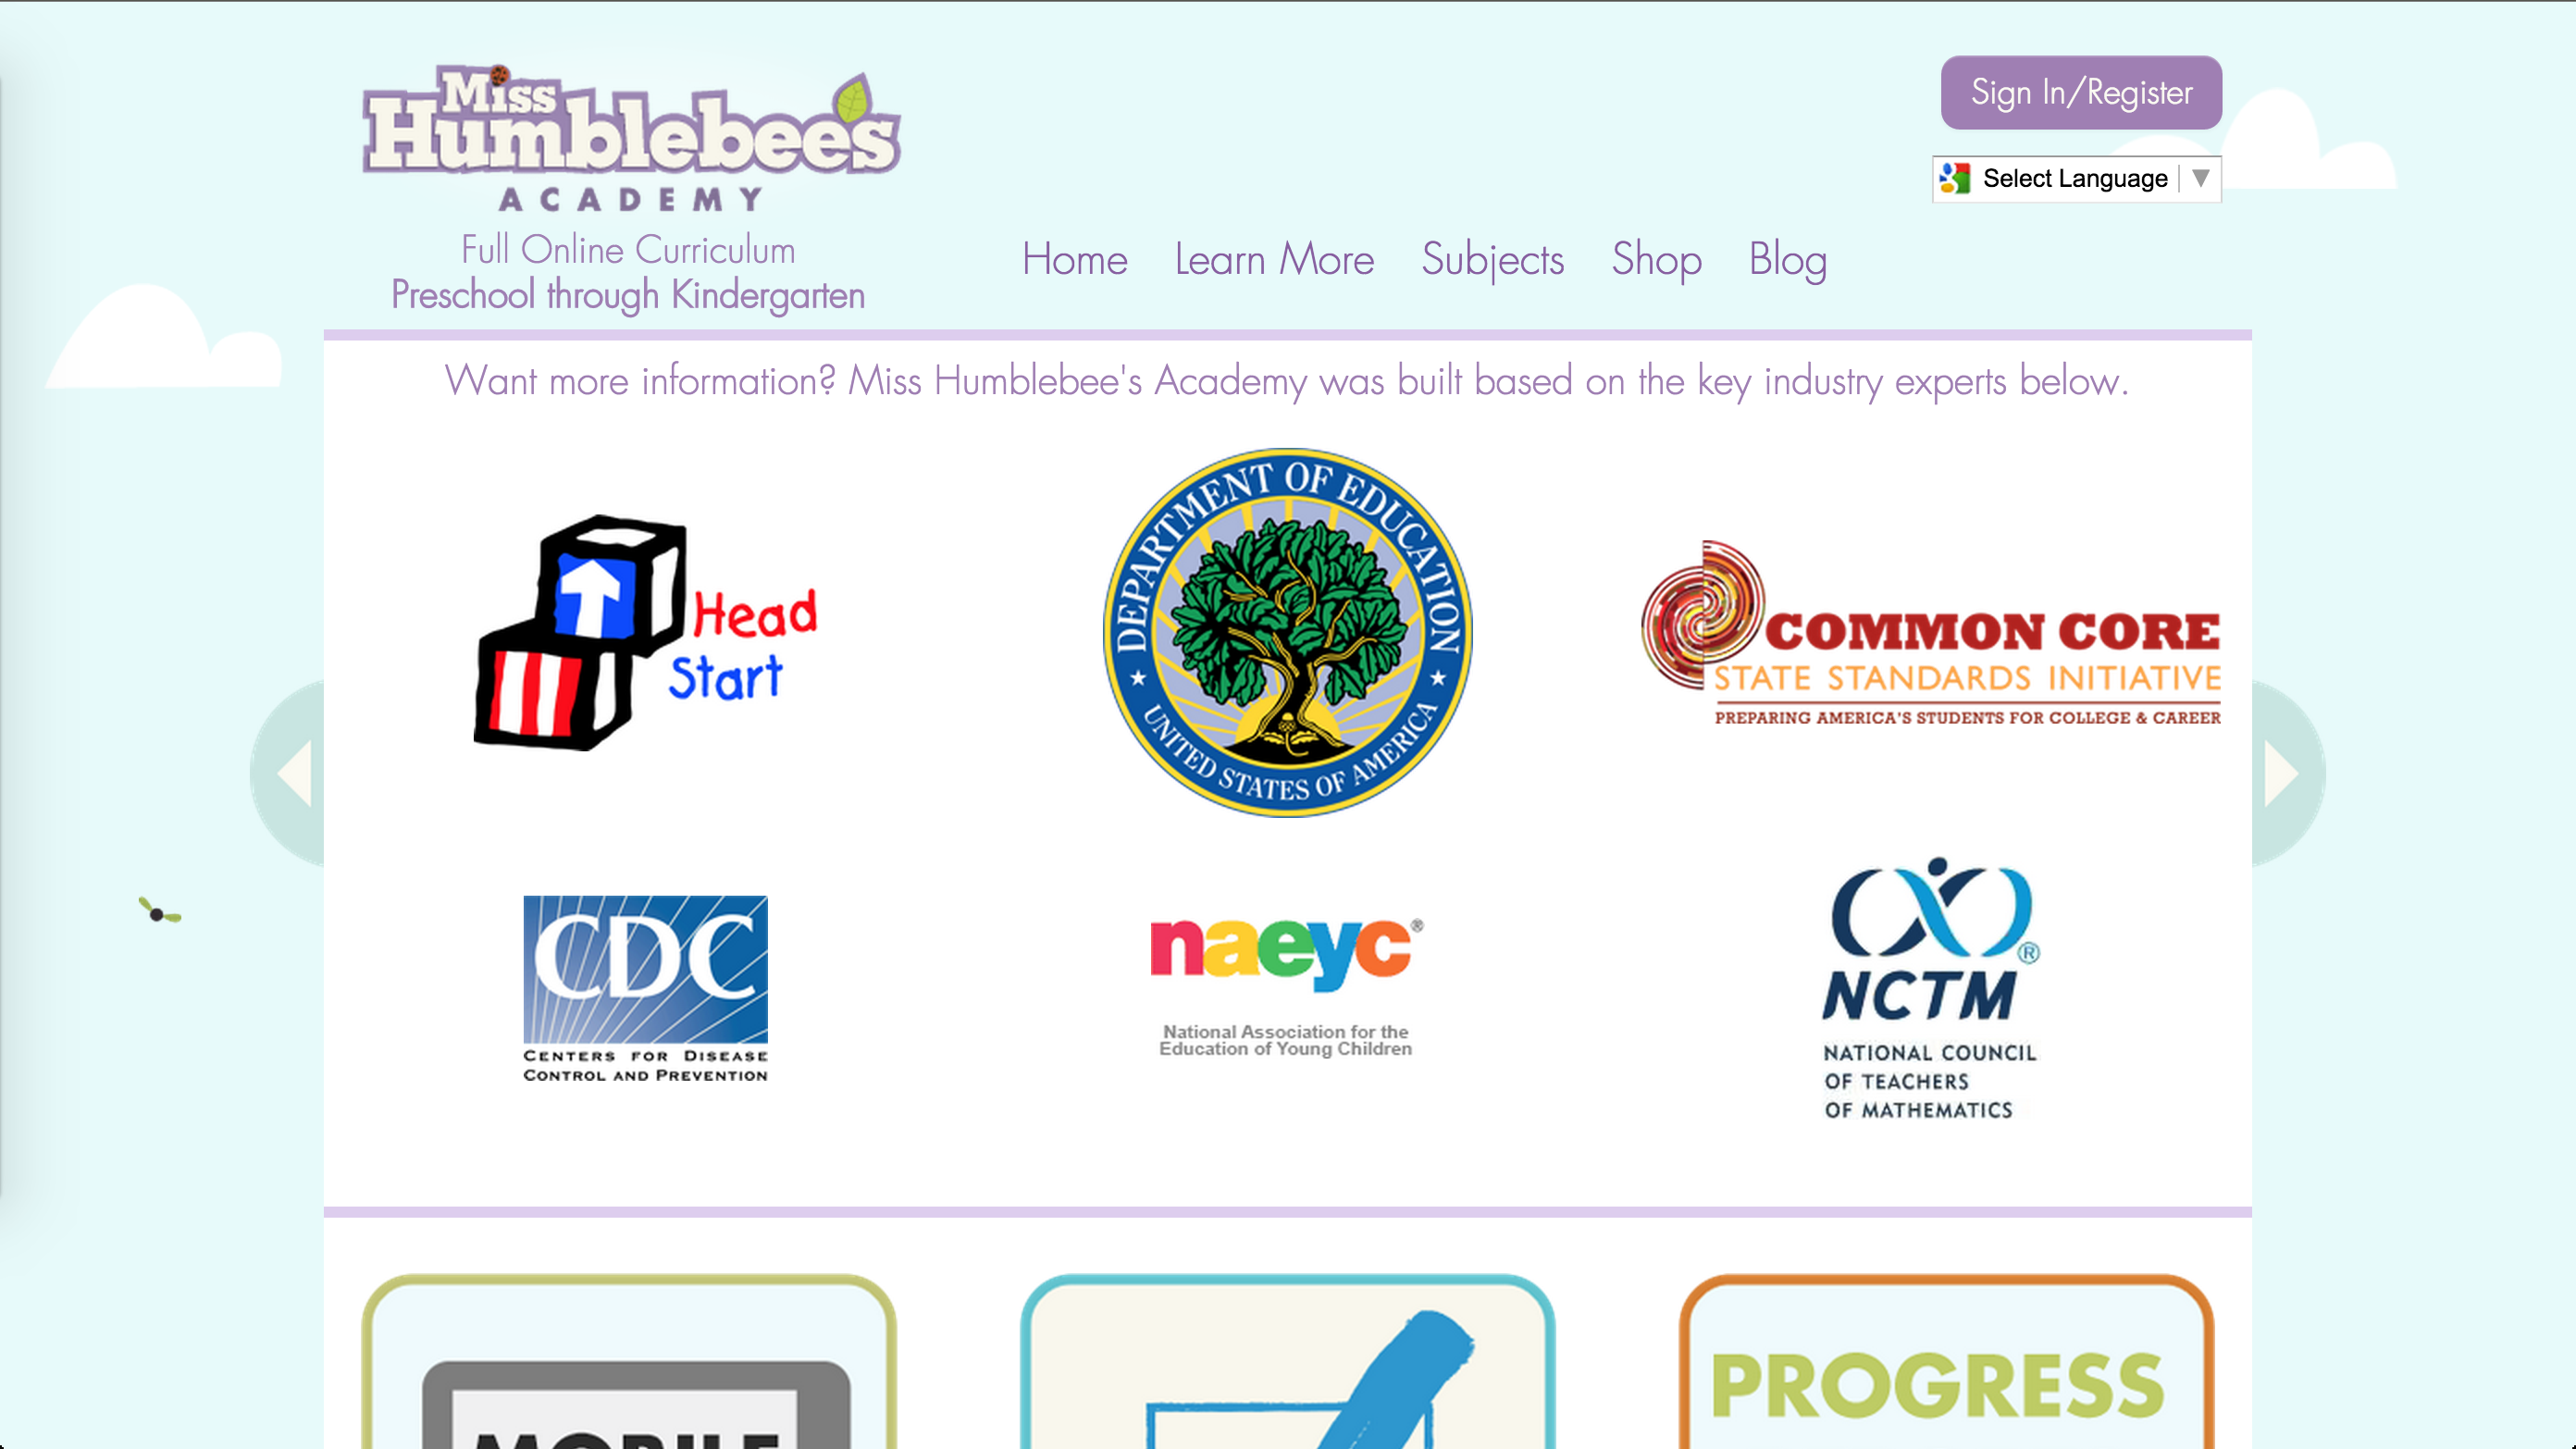 Miss
Humblebee's
ACADEMY
Full Online Curriculum
Preschool through Kindergarten
Sign In/Register
Select Language ▼
Home Learn More Subjects Shop Blog
Want more information? Miss Humblebee's Academy was built based on the key industry experts below.
Head
Start
DEPARTMENT OF EDUCATION
UNITED STATES OF AMERICA
COMMON CORE
STATE STANDARDS INITIATIVE
PREPARING AMERICA'S STUDENTS FOR COLLEGE & CAREER
CDC
CENTERS FOR DISEASE
CONTROL AND PREVENTION
naeyc®
National Association for the
Education of Young Children
®
NCTM
NATIONAL COUNCIL
OF TEACHERS
OF MATHEMATICS
MOBILE
PROGRESS